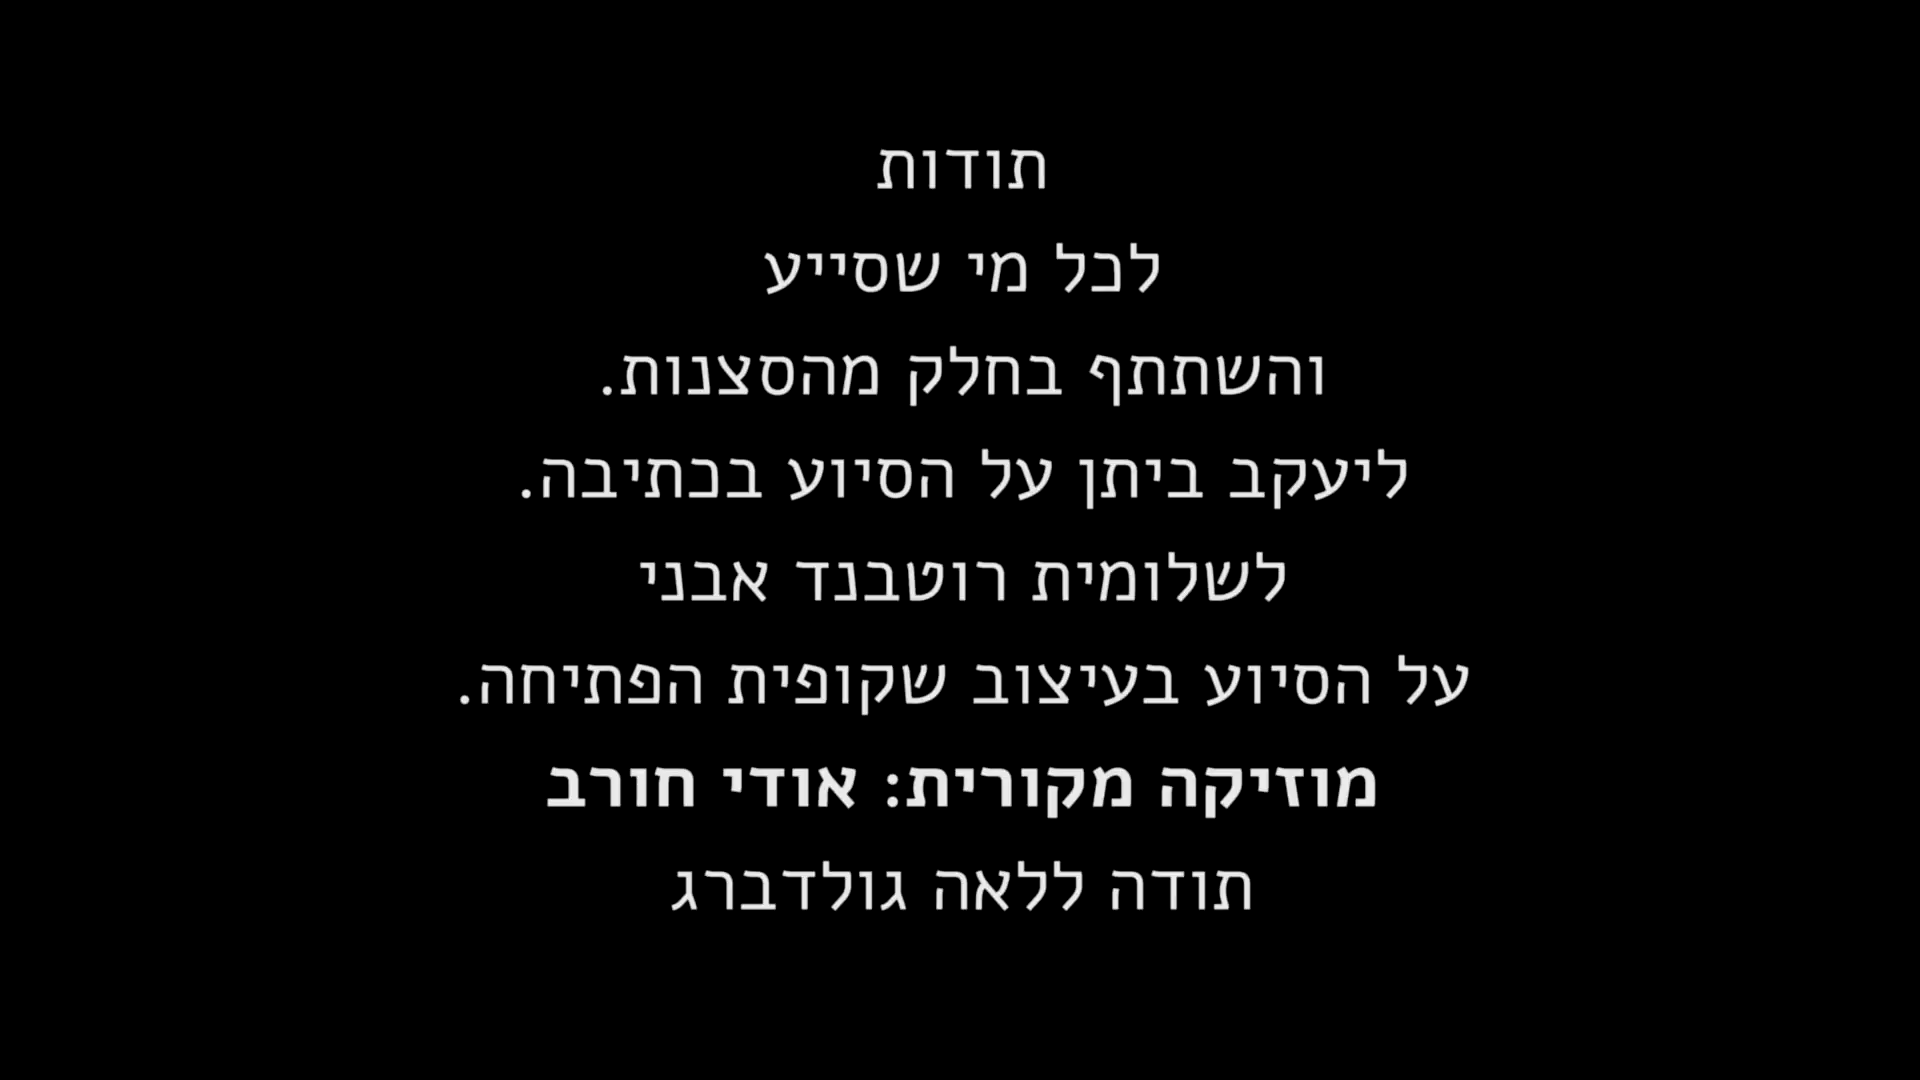 תודות
לכל מי שסייע
והשתתף בחלק מהסצנות.
ליעקב ביתן על הסיוע בכתיבה.
לשלומית רוטבנד אבני
על הסיוע בעיצוב שקופית הפתיחה.
מוזיקה מקורית: אודי חורב
תודה ללאה גולדברג